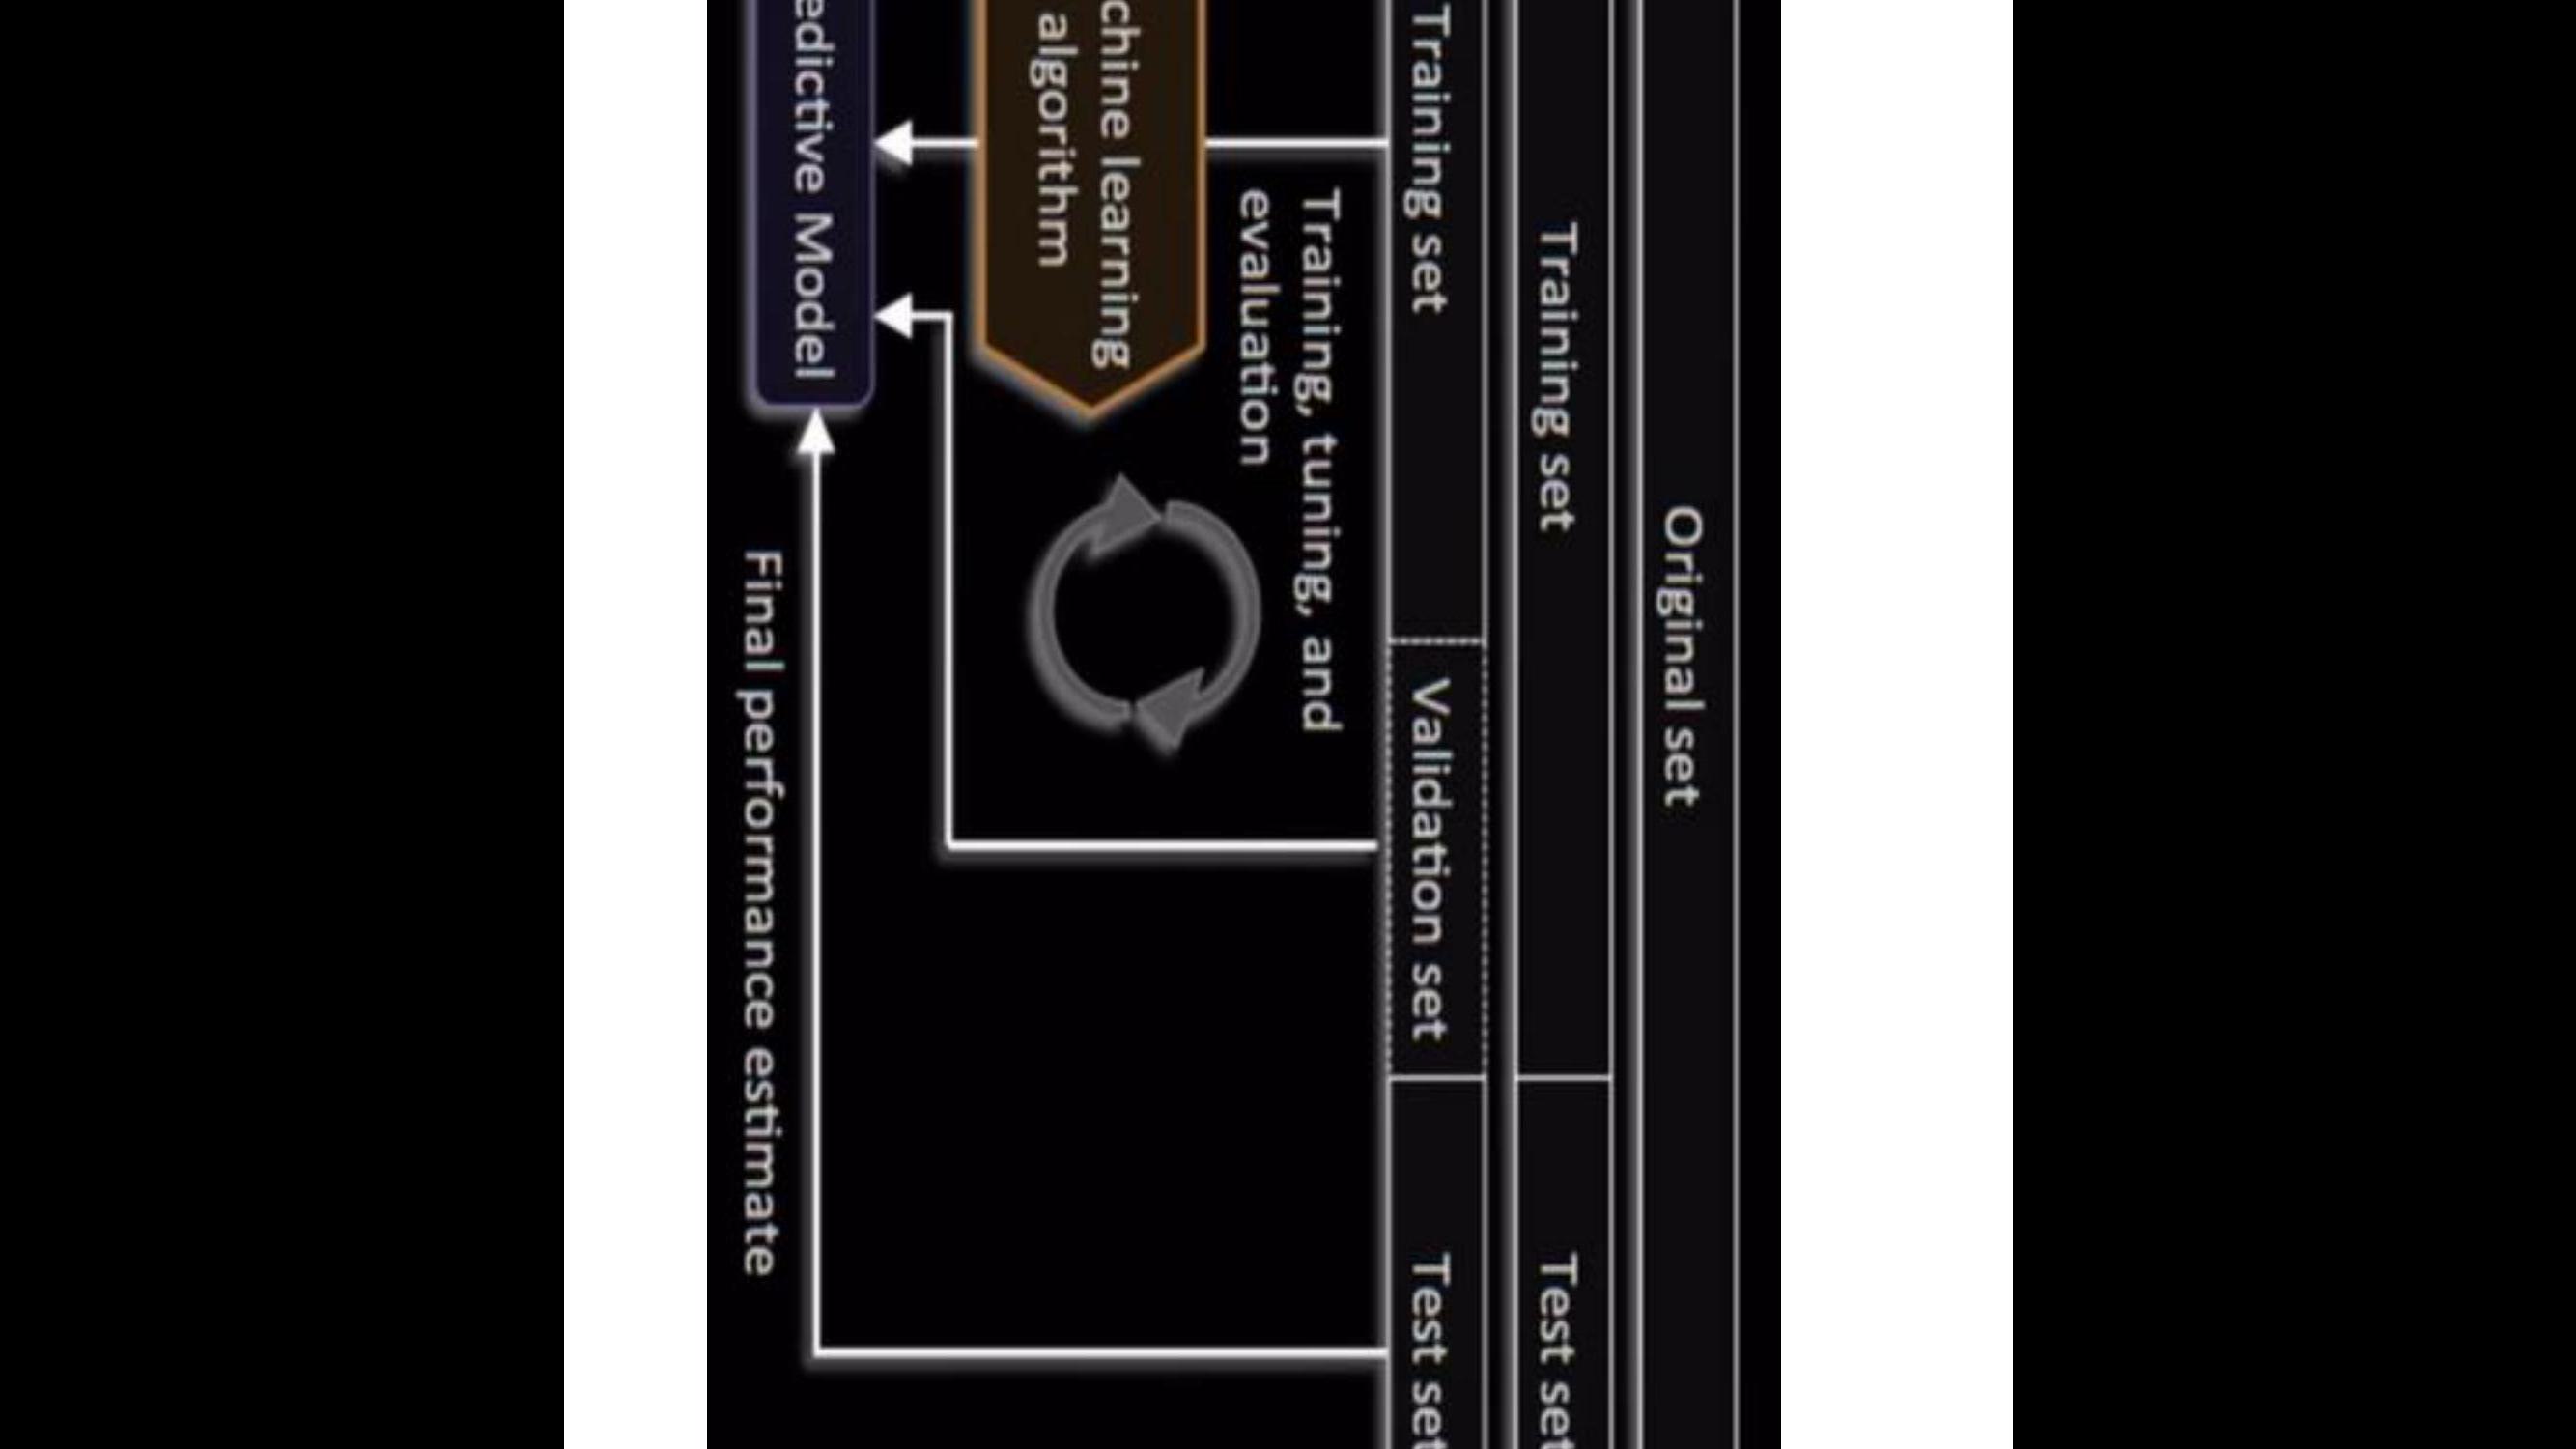 Original set
Training set
Test set
Training set
Validation set
Test set
Training, tuning, and
evaluation
chine learning
algorithm
edictive Model
Final performance estimate